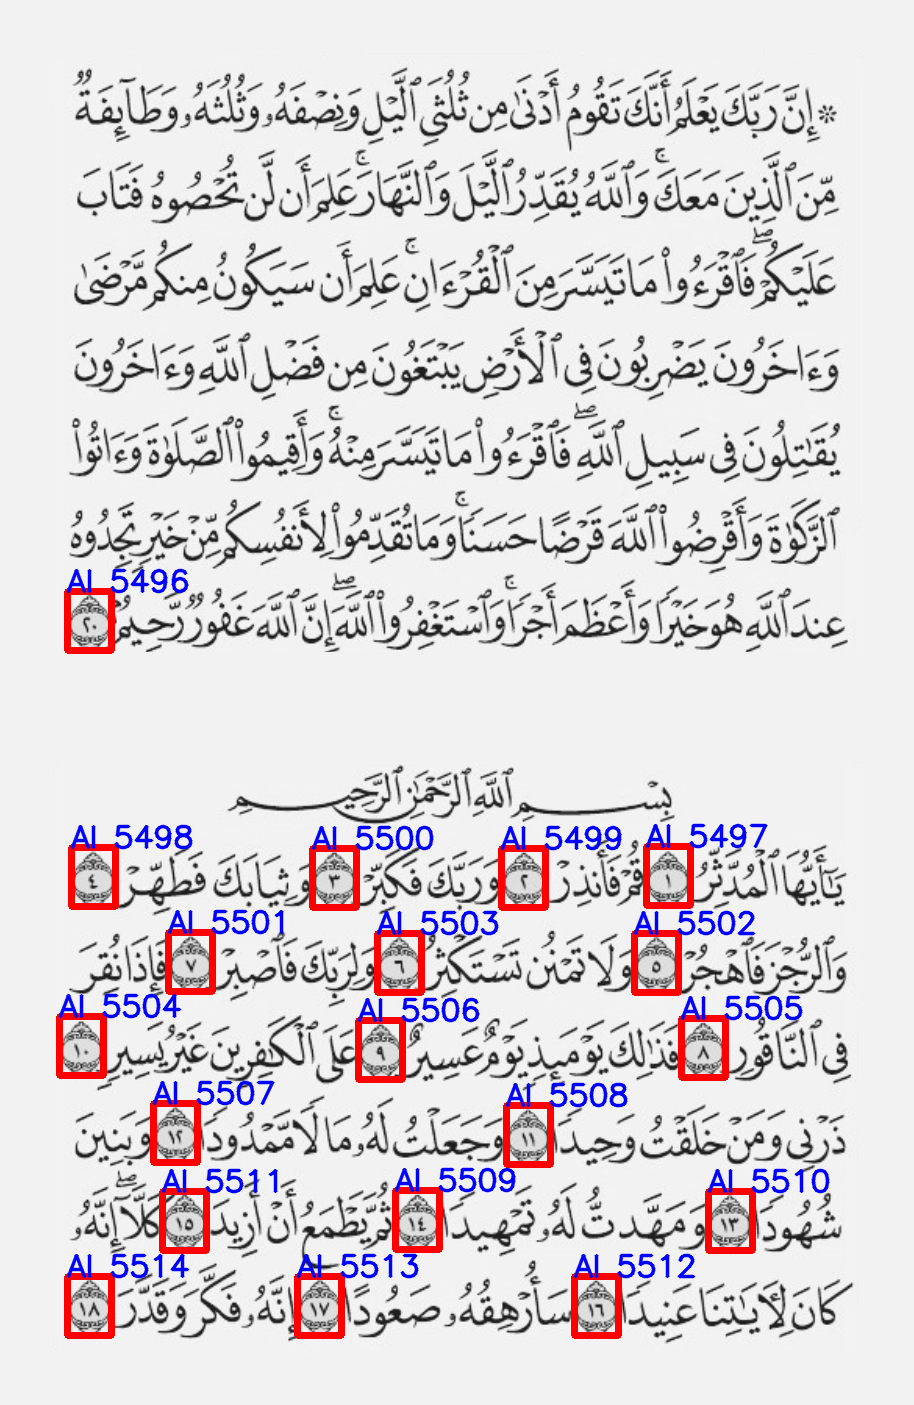 ۞ إِنَّ رَبَّكَ يَعْلَمُ أَنَّكَ تَقُومُ أَدْنَىٰ مِن ثُلُثَيِ ٱلَّيْلِ وَنِصْفَهُۥ وَثُلُثَهُۥ وَطَآئِفَةٌ
مِّنَ ٱلَّذِينَ مَعَكَ ۚ وَٱللَّهُ يُقَدِّرُ ٱلَّيْلَ وَٱلنَّهَارَ ۚ عَلِمَ أَن لَّن تُحْصُوهُ فَتَابَ
عَلَيْكُمْ ۖ فَٱقْرَءُوا۟ مَا تَيَسَّرَ مِنَ ٱلْقُرْءَانِ ۚ عَلِمَ أَن سَيَكُونُ مِنكُم مَّرْضَىٰ
وَءَاخَرُونَ يَضْرِبُونَ فِى ٱلْأَرْضِ يَبْتَغُونَ مِن فَضْلِ ٱللَّهِ وَءَاخَرُونَ
يُقَٰتِلُونَ فِى سَبِيلِ ٱللَّهِ ۖ فَٱقْرَءُوا۟ مَا تَيَسَّرَ مِنْهُ ۚ وَأَقِيمُوا۟ ٱلصَّلَوٰةَ وَءَاتُوا۟
ٱلزَّكَوٰةَ وَأَقْرِضُوا۟ ٱللَّهَ قَرْضًا حَسَنًا ۚ وَمَا تُقَدِّمُوا۟ لِأَنفُسِكُم مِّنْ خَيْرٍ تَجِدُوهُ
AI 5496
عِندَ ٱللَّهِ هُوَ خَيْرًا وَأَعْظَمَ أَجْرًا ۚ وَٱسْتَغْفِرُوا۟ ٱللَّهَ ۖ إِنَّ ٱللَّهَ غَفُورٌ رَّحِيمٌۢ ٢٠
بِسْمِ ٱللَّهِ ٱلرَّحْمَٰنِ ٱلرَّحِيمِ
AI 5497 AI 5499 AI 5500 AI 5498
يَٰٓأَيُّهَا ٱلْمُدَّثِّرُ ١ قُمْ فَأَنذِرْ ٢ وَرَبَّكَ فَكَبِّرْ ٣ وَثِيَابَكَ فَطَهِّرْ ٤
AI 5502 AI 5503 AI 5501
وَٱلرُّجْزَ فَٱهْجُرْ ٥ وَلَا تَمْنُن تَسْتَكْثِرُ ٦ وَلِرَبِّكَ فَٱصْبِرْ ٧ فَإِذَا نُقِرَ
AI 5505 AI 5506 AI 5504
فِى ٱلنَّاقُورِ ٨ فَذَٰلِكَ يَوْمَئِذٍ يَوْمٌ عَسِيرٌ ٩ عَلَى ٱلْكَٰفِرِينَ غَيْرُ يَسِيرٍ ١٠
AI 5508 AI 5507
ذَرْنِى وَمَنْ خَلَقْتُ وَحِيدًا ١١ وَجَعَلْتُ لَهُۥ مَالًا مَّمْدُودًا ١٢ وَبَنِينَ
AI 5510 AI 5509 AI 5511
شُهُودًا ١٣ وَمَهَّدتُّ لَهُۥ تَمْهِيدًا ١٤ ثُمَّ يَطْمَعُ أَنْ أَزِيدَ ١٥ كَلَّآ ۖ إِنَّهُۥ
AI 5512 AI 5513 AI 5514
كَانَ لِـَٔايَٰتِنَا عَنِيدًا ١٦ سَأُرْهِقُهُۥ صَعُودًا ١٧ إِنَّهُۥ فَكَّرَ وَقَدَّرَ ١٨